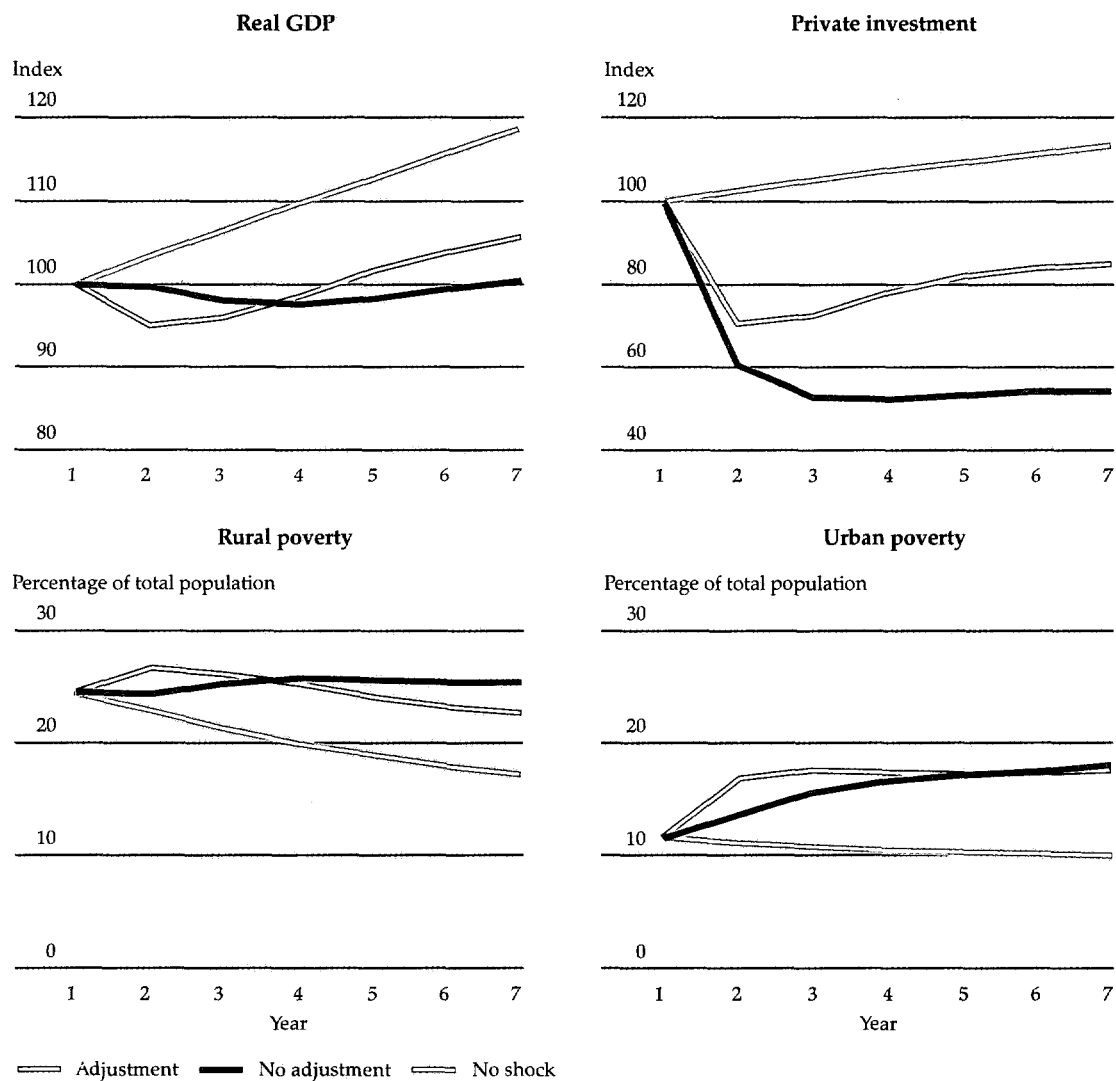 Real GDP
Index
120
110
100
90
80
1 2 3 4 5 6 7
Private investment
Index
120
100
80
60
40
1 2 3 4 5 6 7
Rural poverty
Percentage of total population
30
20
10
0
1 2 3 4 5 6 7
Year
Urban poverty
Percentage of total population
30
20
10
0
1 2 3 4 5 6 7
Year
Adjustment No adjustment No shock